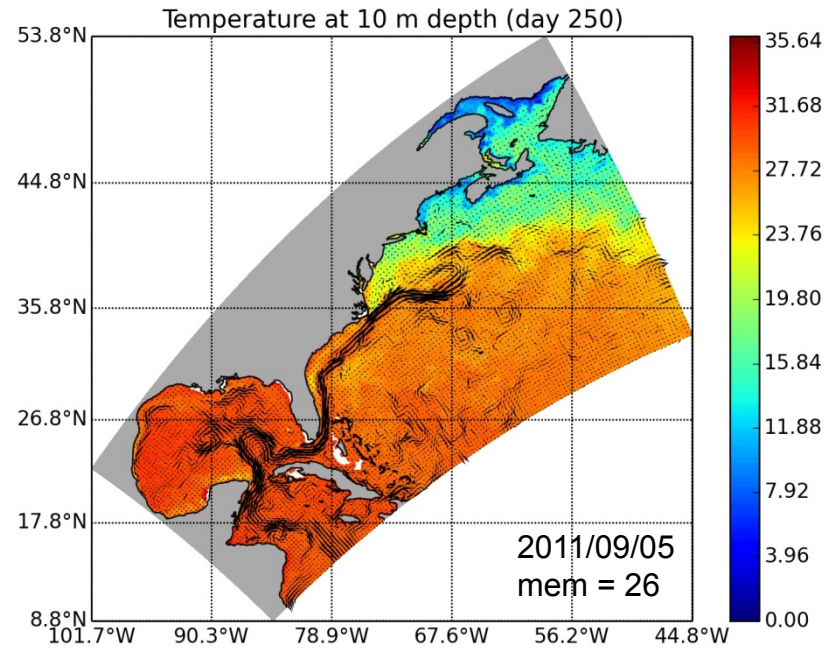 Temperature at 10 m depth (day 250)
53.8°N
44.8°N
35.8°N
26.8°N
17.8°N
8.8°N
101.7°W 90.3°W 78.9°W 67.6°W 56.2°W 44.8°W
35.64
31.68
27.72
23.76
19.80
15.84
11.88
7.92
3.96
0.00
2011/09/05
mem = 26